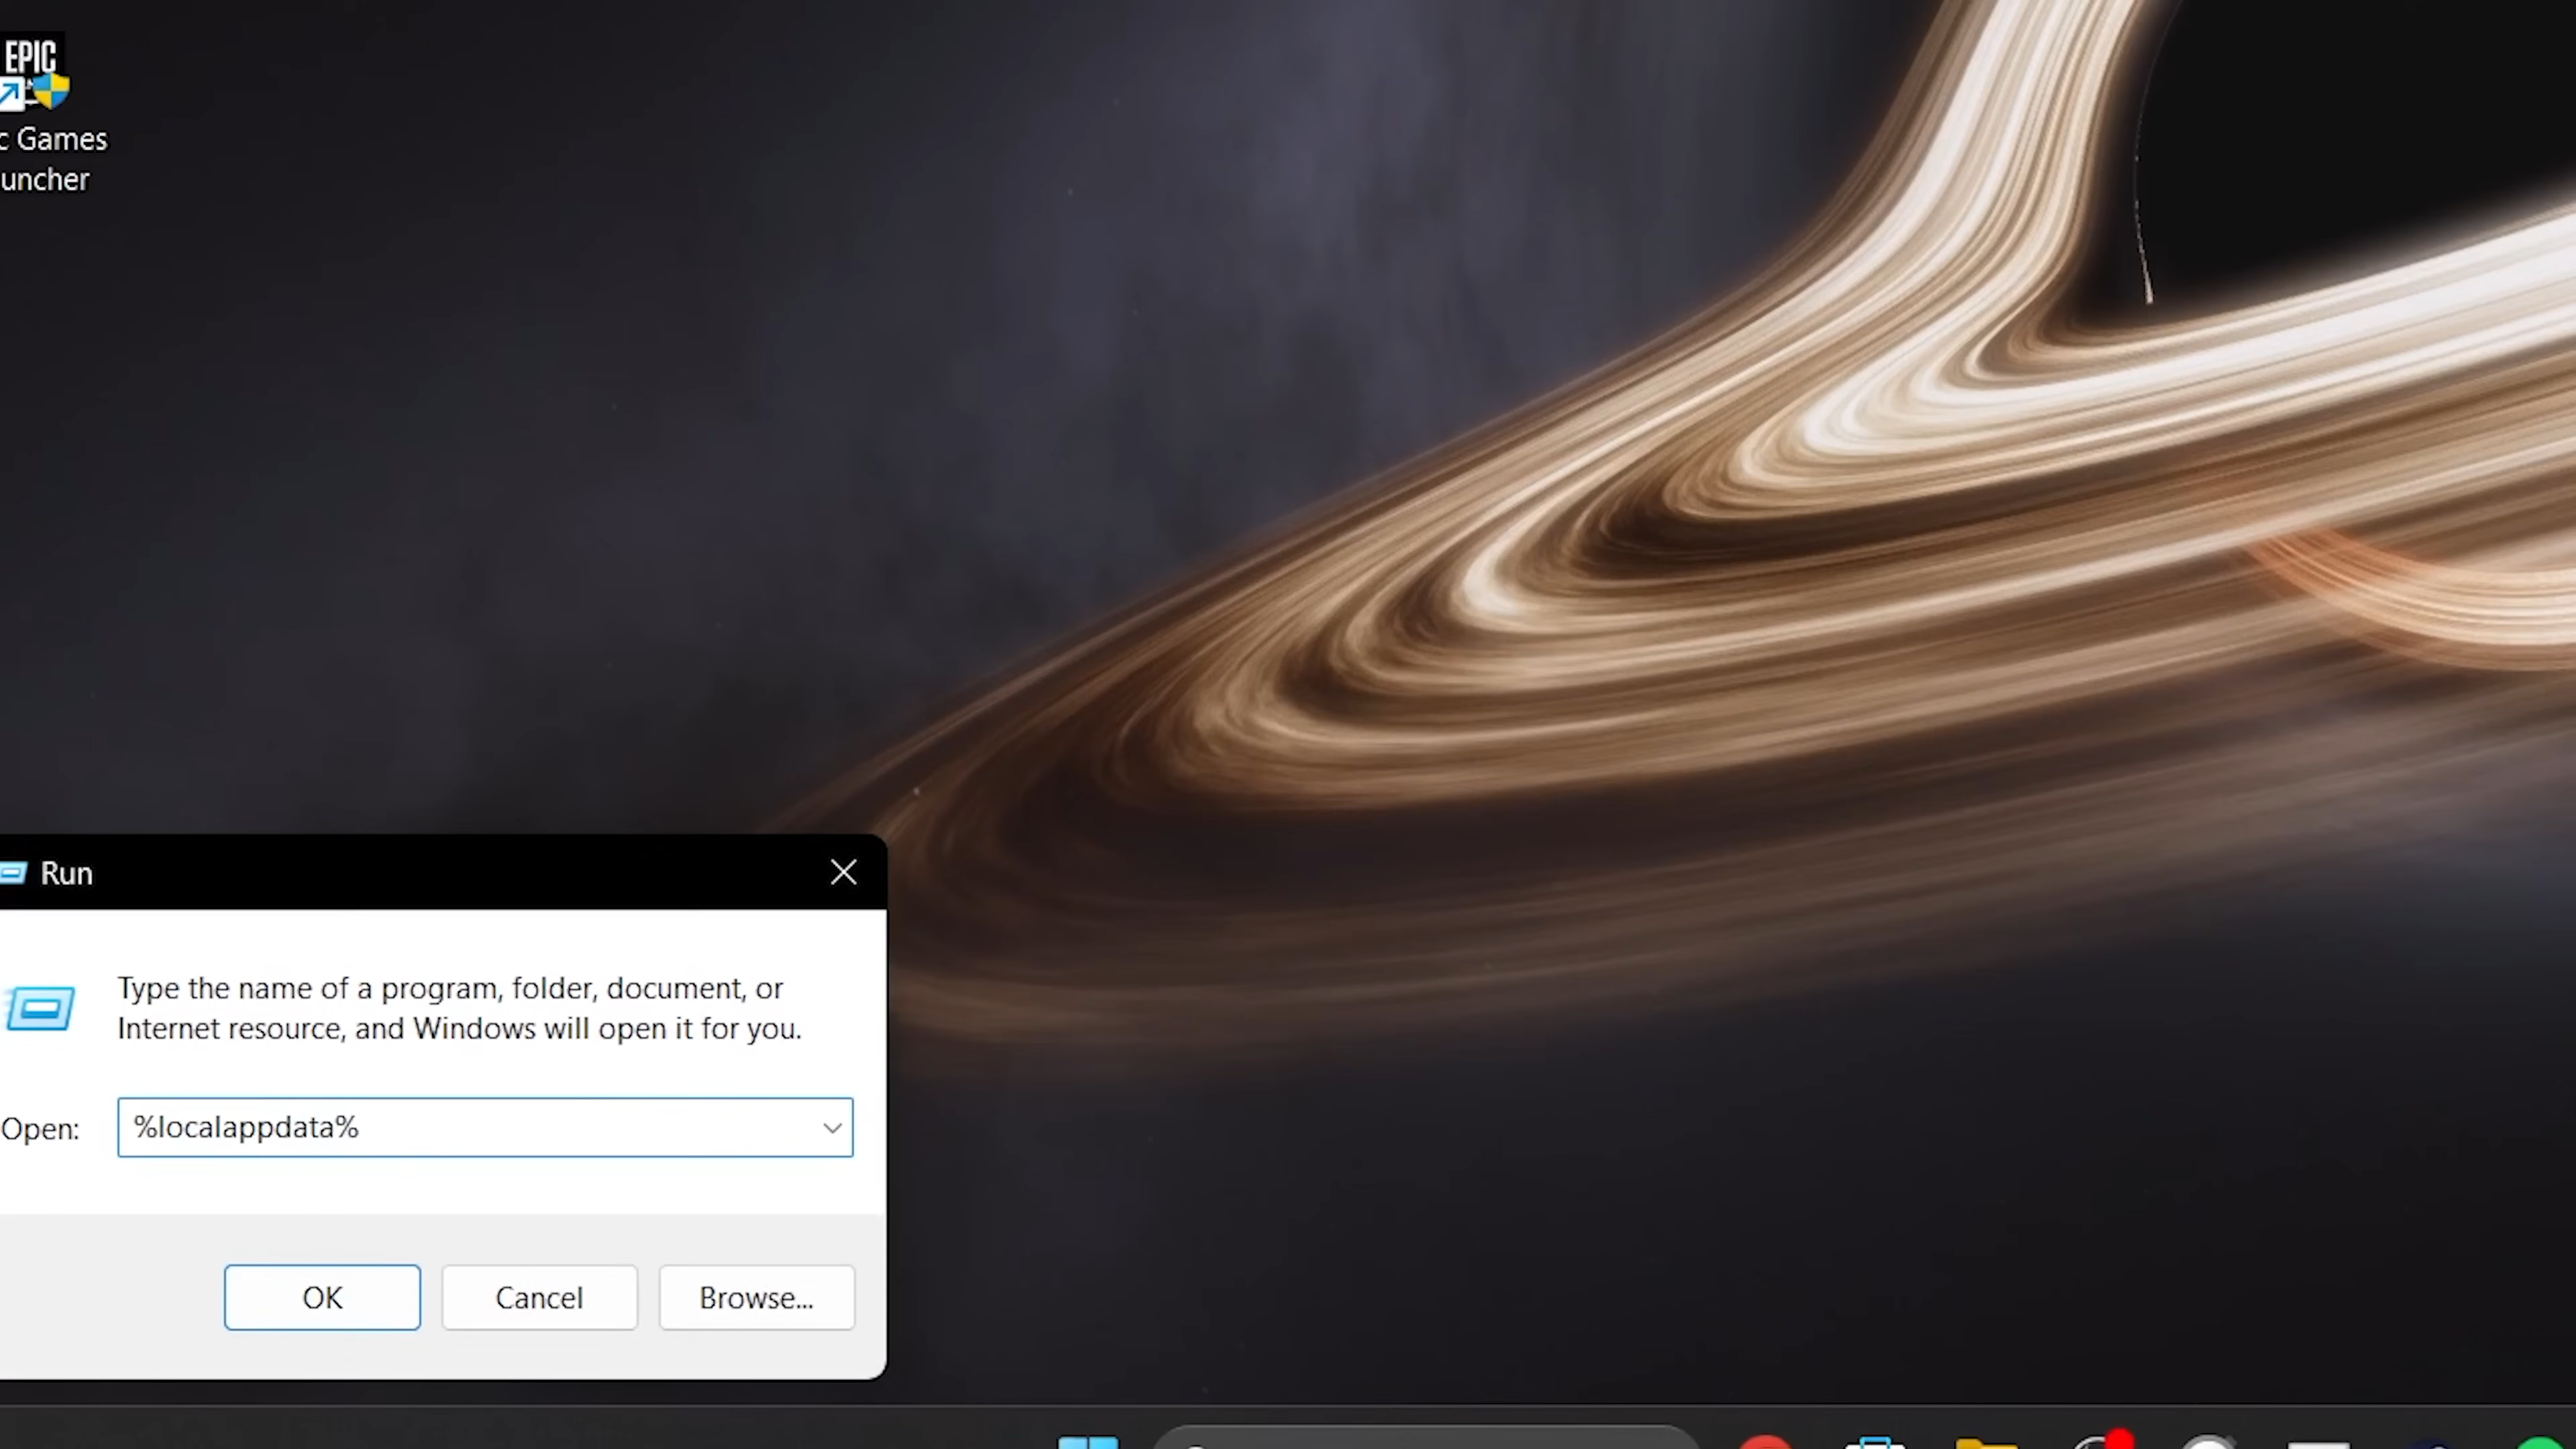 EPIC
c Games
uncher
Run
Type the name of a program, folder, document, or
Internet resource, and Windows will open it for you.
Open:
%localappdata%
OK
Cancel
Browse...